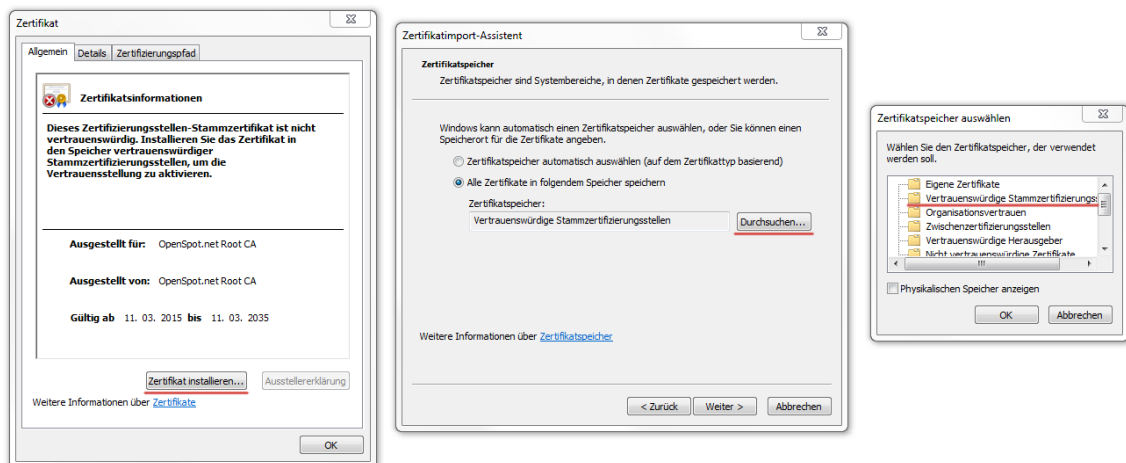 Zertifikat
Allgemein Details Zertifizierungspfad
Zertifikatsinformationen
Dieses Zertifizierungsstellen-Stammzertifikat ist nicht
vertrauenswürdig. Installieren Sie das Zertifikat in
den Speicher vertrauenswürdiger
Stammzertifizierungsstellen, um die
Vertrauensstellung zu aktivieren.
Ausgestellt für: OpenSpot.net Root CA
Ausgestellt von: OpenSpot.net Root CA
Gültig ab 11. 03. 2015 bis 11. 03. 2035
Zertifikat installieren... Ausstellererklärung
Weitere Informationen über Zertifikate
OK
Zertifikatimport-Assistent
Zertifikatspeicher
Zertifikatspeicher sind Systembereiche, in denen Zertifikate gespeichert werden.
Windows kann automatisch einen Zertifikatspeicher auswählen, oder Sie können einen
Speicherort für die Zertifikate angeben.
Zertifikatspeicher automatisch auswählen (auf dem Zertifikattyp basierend)
Alle Zertifikate in folgendem Speicher speichern
Zertifikatspeicher:
Vertrauenswürdige Stammzertifizierungsstellen Durchsuchen...
Weitere Informationen über Zertifikatspeicher
< Zurück Weiter > Abbrechen
Zertifikatspeicher auswählen
Wählen Sie den Zertifikatspeicher, der verwendet
werden soll.
Eigene Zertifikate
Vertrauenswürdige Stammzertifizierungs
Organisationsvertrauen
Zwischenzertifizierungsstellen
Vertrauenswürdige Herausgeber
Nicht vertrauenswürdige Zertifikate
Physikalischen Speicher anzeigen
OK Abbrechen